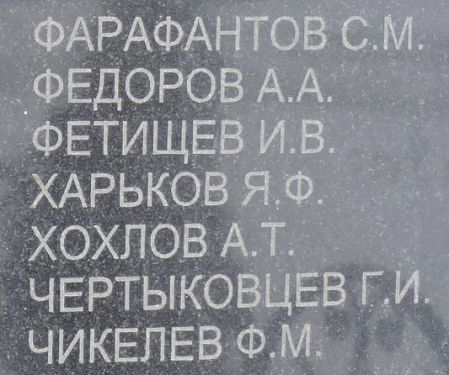 ФАРАФАНТОВ С.М.
ФЕДОРОВ А.А.
ФЕТИЩЕВ И.В.
ХАРЬКОВ Я.Ф.
ХОХЛОВ А.Т.
ЧЕРТЫКОВЦЕВ Г.И.
ЧИКЕЛЕВ Ф.М.